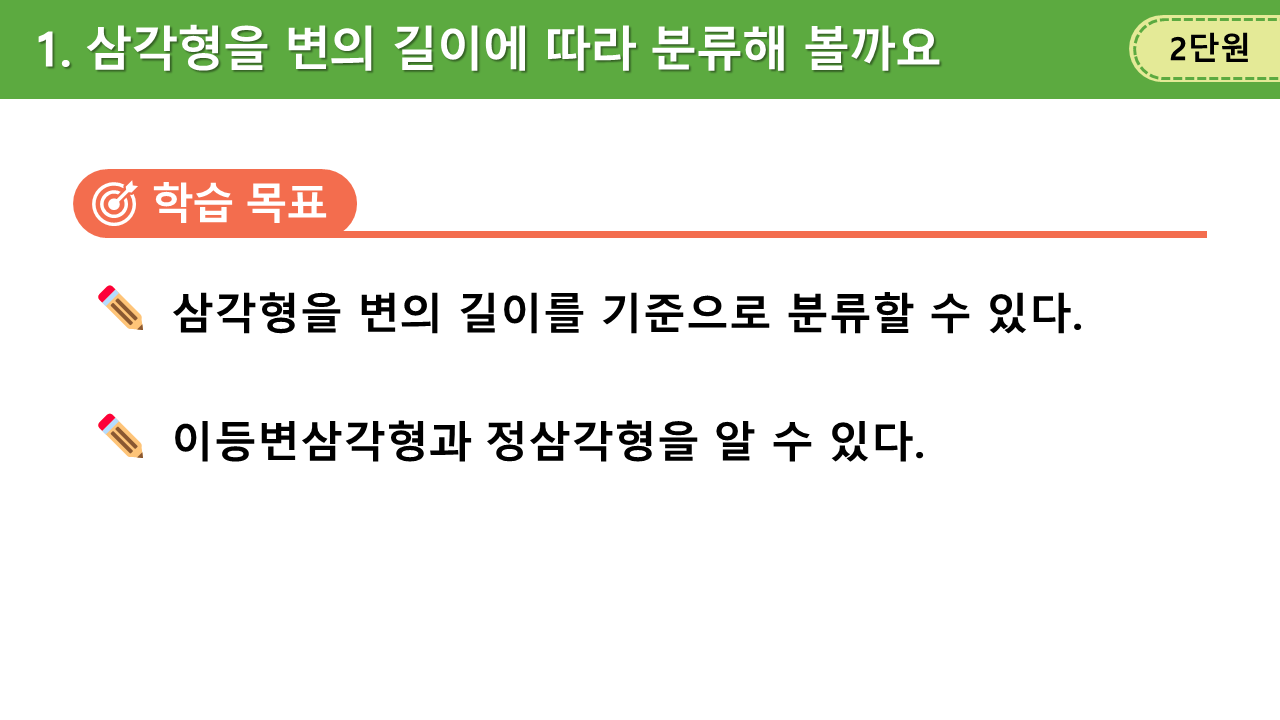 1. 삼각형을 변의 길이에 따라 분류해 볼까요
2단원
학습 목표
삼각형을 변의 길이를 기준으로 분류할 수 있다.
이등변삼각형과 정삼각형을 알 수 있다.